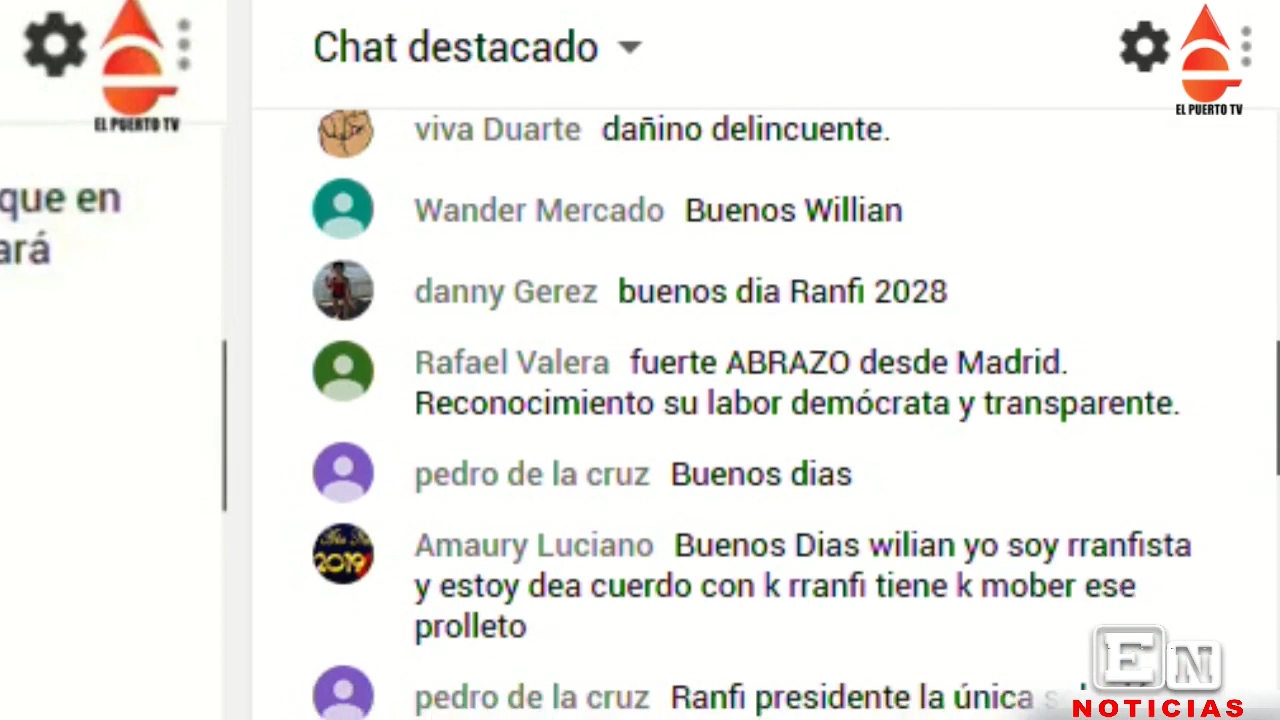 EL PUERTO TV
que en
ará
Chat destacado
EL PUERTO TV
viva Duarte dañino delincuente.
Wander Mercado Buenos Willian
danny Gerez buenos dia Ranfi 2028
Rafael Valera fuerte ABRAZO desde Madrid.
Reconocimiento su labor demócrata y transparente.
pedro de la cruz Buenos dias
2019
Amaury Luciano Buenos Dias wilian yo soy rranfista
y estoy dea cuerdo con k rranfi tiene k mober ese
prolleto
pedro de la cruz Ranfi presidente la única
EN
NOTICIAS